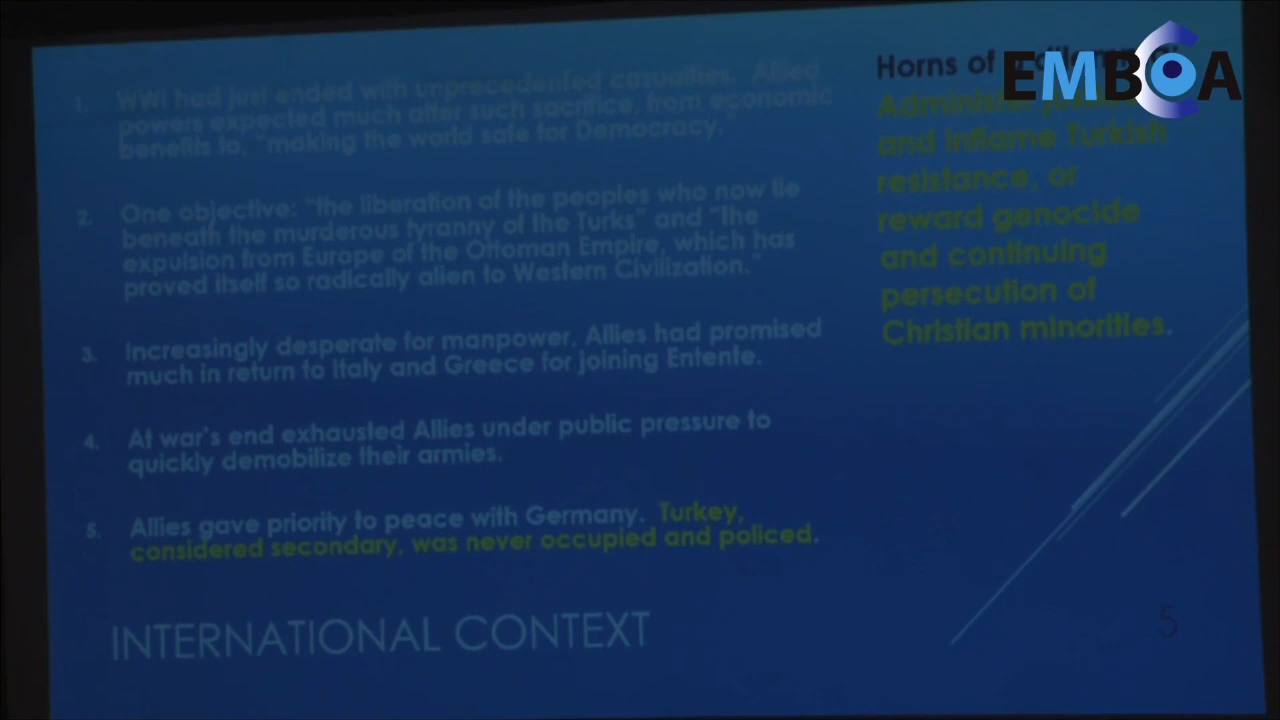 1. WWI had just ended with unprecedented casualties. Allied
powers expected much after such sacrifice, from economic
benefits to, "making the world safe for Democracy."
2. One objective: "the liberation of the peoples who now lie
beneath the murderous tyranny of the Turks" and "the
expulsion from Europe of the Ottoman Empire, which has
proved itself so radically alien to Western Civilization."
3. Increasingly desperate for manpower, Allies had promised
much in return to Italy and Greece for joining Entente.
4. At war's end exhausted Allies under public pressure to
quickly demobilize their armies.
5. Allies gave priority to peace with Germany. Turkey,
considered secondary, was never occupied and policed.
INTERNATIONAL CONTEXT
Horns of
and inflame Turkish
resistance, or
reward genocide
and continuing
persecution of
Christian minorities.
5
EMBCA